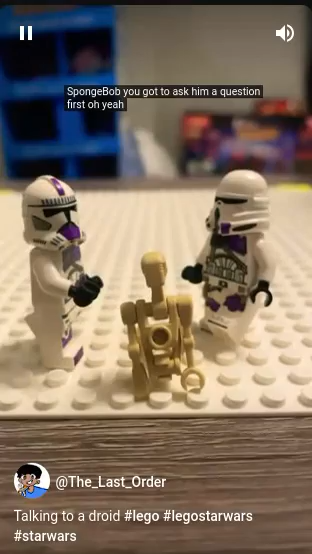 SpongeBob you got to ask him a question
first oh yeah
@The_Last_Order
Talking to a droid #lego #legostarwars
#starwars